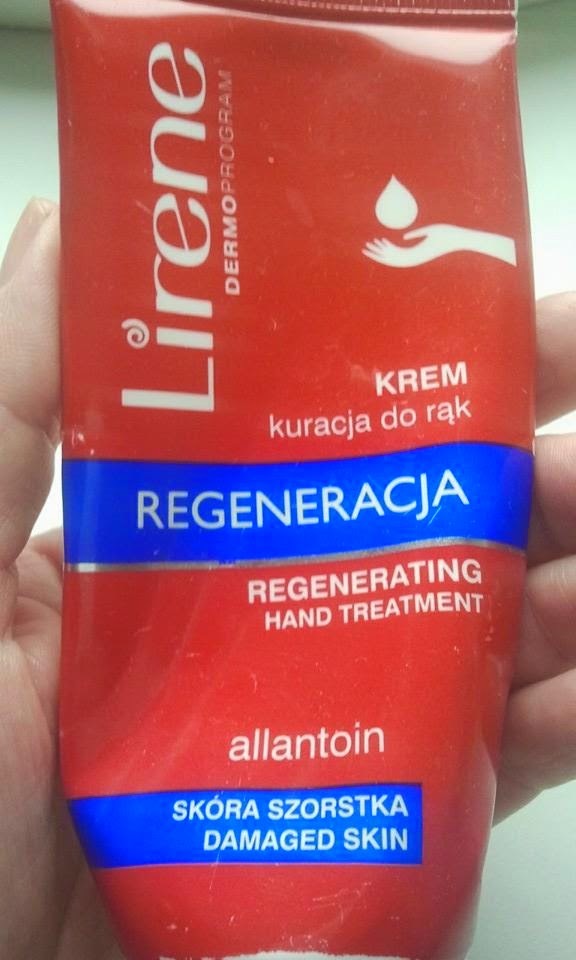 Lirene
DERMOPROGRAM
KREM
kuracja do rąk
REGENERACJA
REGENERATING
HAND TREATMENT
allantoin
SKÓRA SZORSTKA
DAMAGED SKIN